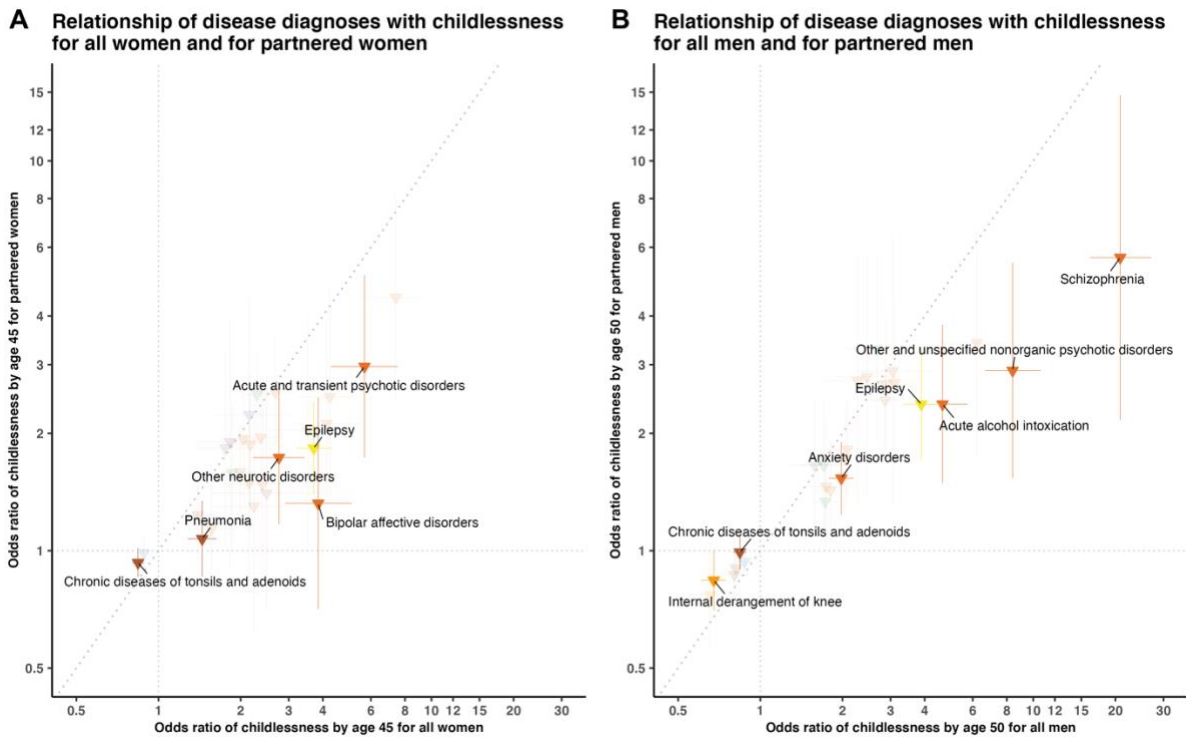 A Relationship of disease diagnoses with childlessness
for all women and for partnered women
15
12
10
8
6
4
3
2
1
0.5
Odds ratio of childlessness by age 45 for partnered women
Acute and transient psychotic disorders
Epilepsy
Other neurotic disorders
Pneumonia
Bipolar affective disorders
Chronic diseases of tonsils and adenoids
0.5 1 2 3 4 6 8 10 12 15 20 30
Odds ratio of childlessness by age 45 for all women
B Relationship of disease diagnoses with childlessness
for all men and for partnered men
15
12
10
8
6
4
3
2
1
0.5
Odds ratio of childlessness by age 50 for partnered men
Schizophrenia
Other and unspecified nonorganic psychotic disorders
Epilepsy
Acute alcohol intoxication
Anxiety disorders
Chronic diseases of tonsils and adenoids
Internal derangement of knee
0.5 1 2 3 4 6 8 10 12 15 20 30
Odds ratio of childlessness by age 50 for all men